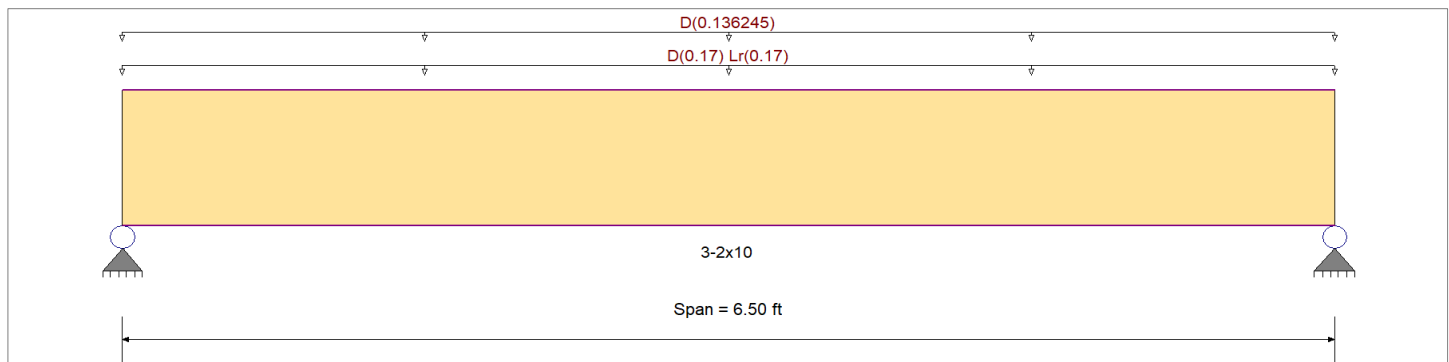 D(0.136245)
D(0.17) Lr(0.17)
3-2x10
Span = 6.50 ft